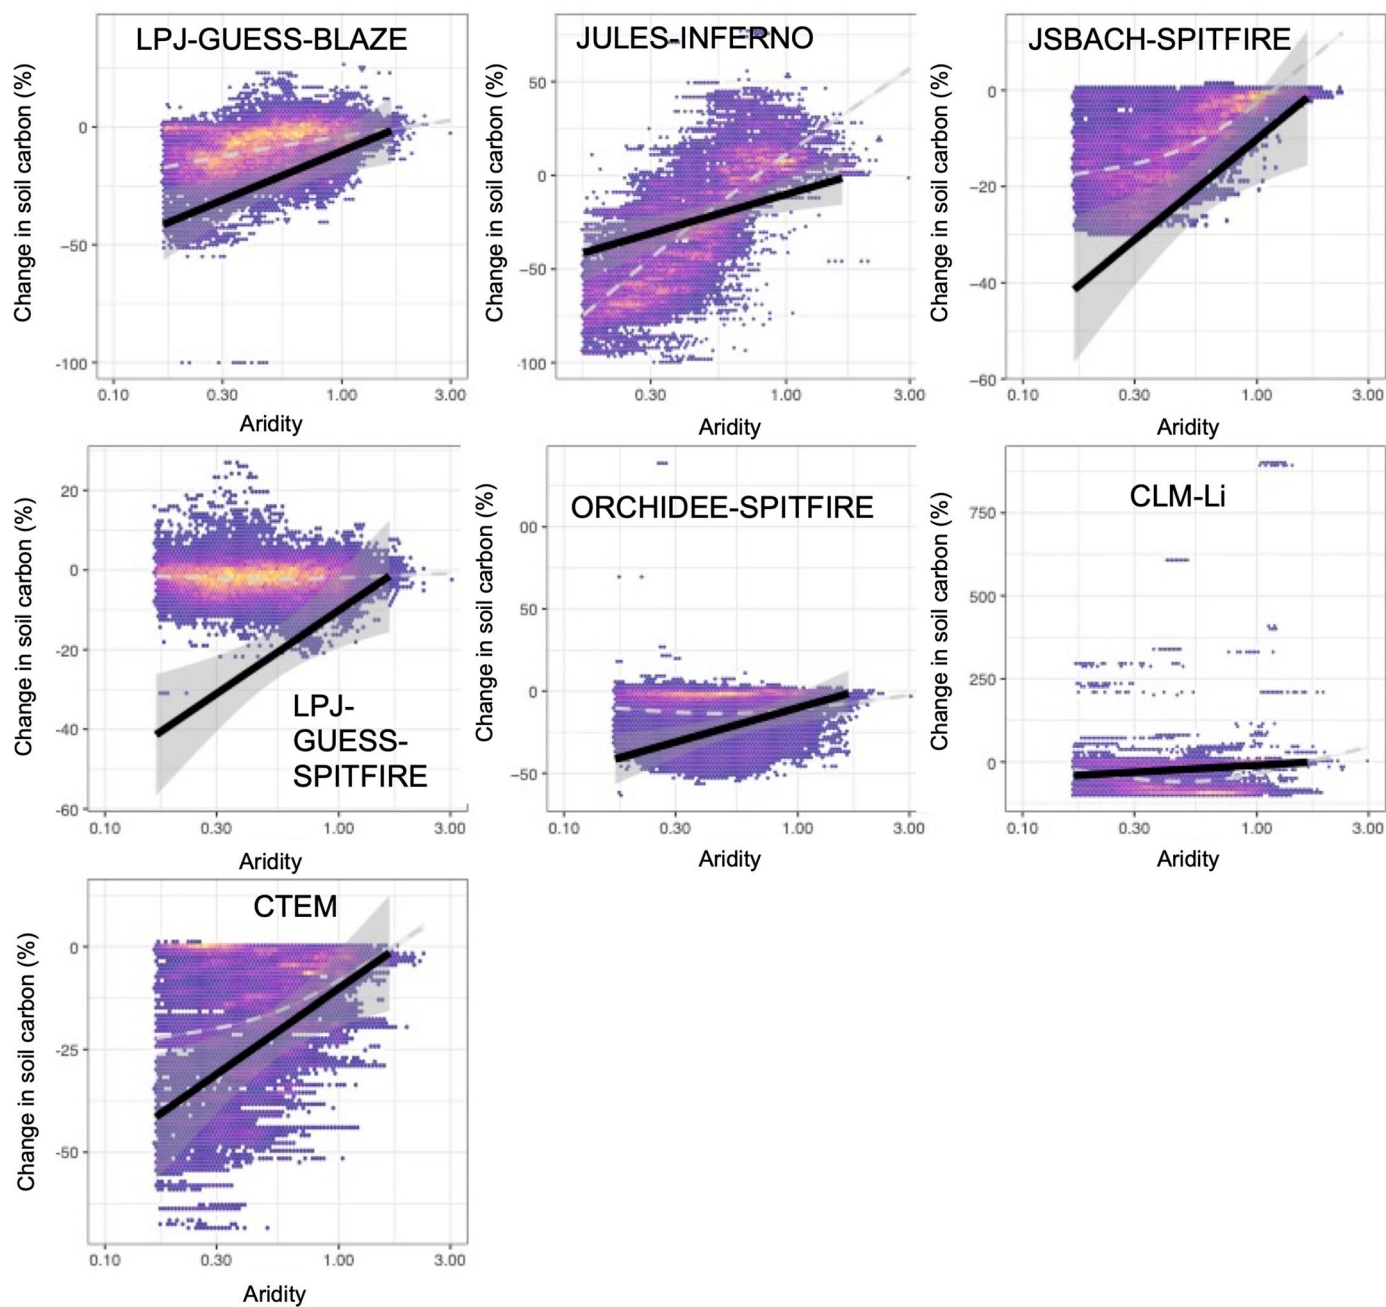 LPJ-GUESS-BLAZE
Change in soil carbon (%)
0
-50
-100
0.10 0.30 1.00 3.00
Aridity
JULES-INFERNO
Change in soil carbon (%)
50
0
-50
-100
0.30 1.00 3.00
Aridity
JSBACH-SPITFIRE
Change in soil carbon (%)
0
-20
-40
-60
0.10 0.30 1.00 3.00
Aridity
LPJ-
GUESS-
SPITFIRE
Change in soil carbon (%)
20
0
-20
-40
-60
0.10 0.30 1.00 3.00
Aridity
ORCHIDEE-SPITFIRE
Change in soil carbon (%)
00
50
0
-50
0.10 0.30 1.00 3.00
Aridity
CLM-Li
Change in soil carbon (%)
750
500
250
0
0.10 0.30 1.00 3.00
Aridity
CTEM
Change in soil carbon (%)
0
-25
-50
0.10 0.30 1.00 3.00
Aridity